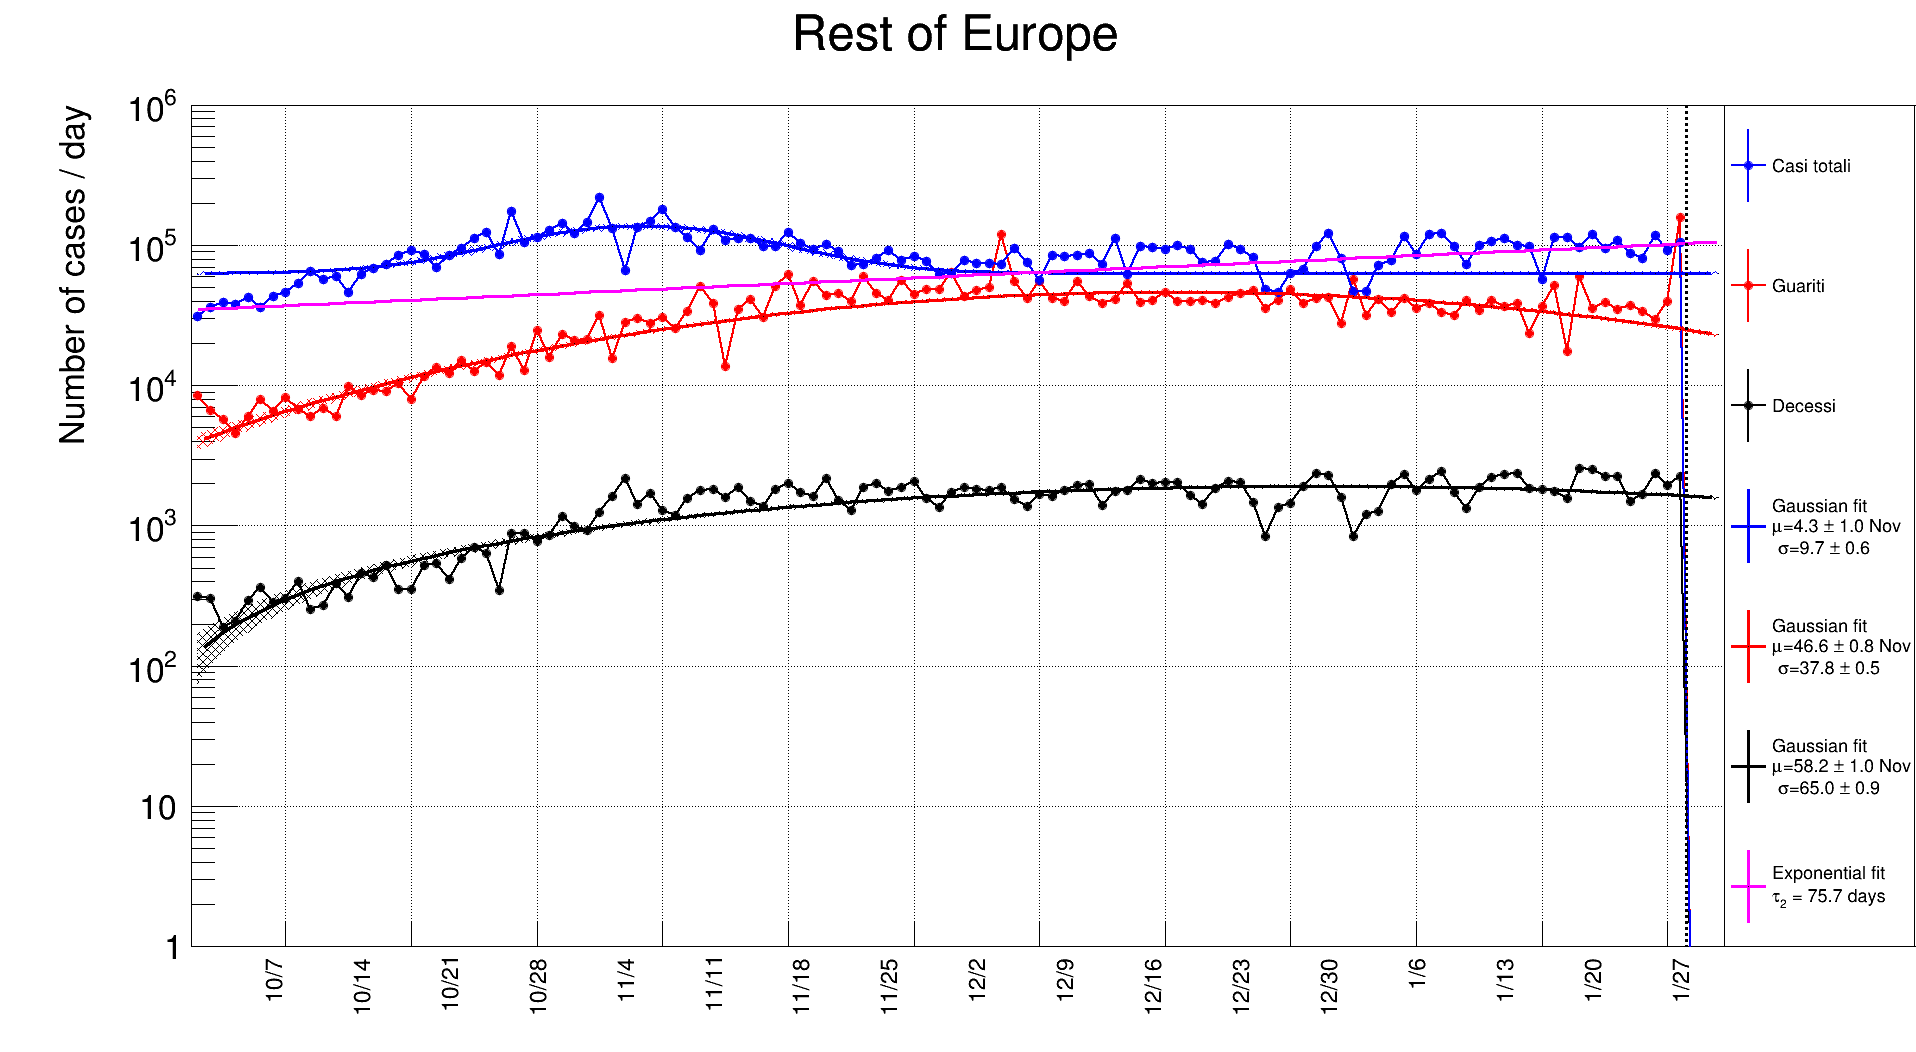 Rest of Europe
Number of cases / day
10⁶
10⁵
10⁴
10³
10²
10
1
10/7
10/14
10/21
10/28
11/4
11/11
11/18
11/25
12/2
12/9
12/16
12/23
12/30
1/6
1/13
1/20
1/27
Casi totali
Guariti
Decessi
Gaussian fit
μ=4.3 ± 1.0 Nov
σ=9.7 ± 0.6
Gaussian fit
μ=46.6 ± 0.8 Nov
σ=37.8 ± 0.5
Gaussian fit
μ=58.2 ± 1.0 Nov
σ=65.0 ± 0.9
Exponential fit
τ₂ = 75.7 days